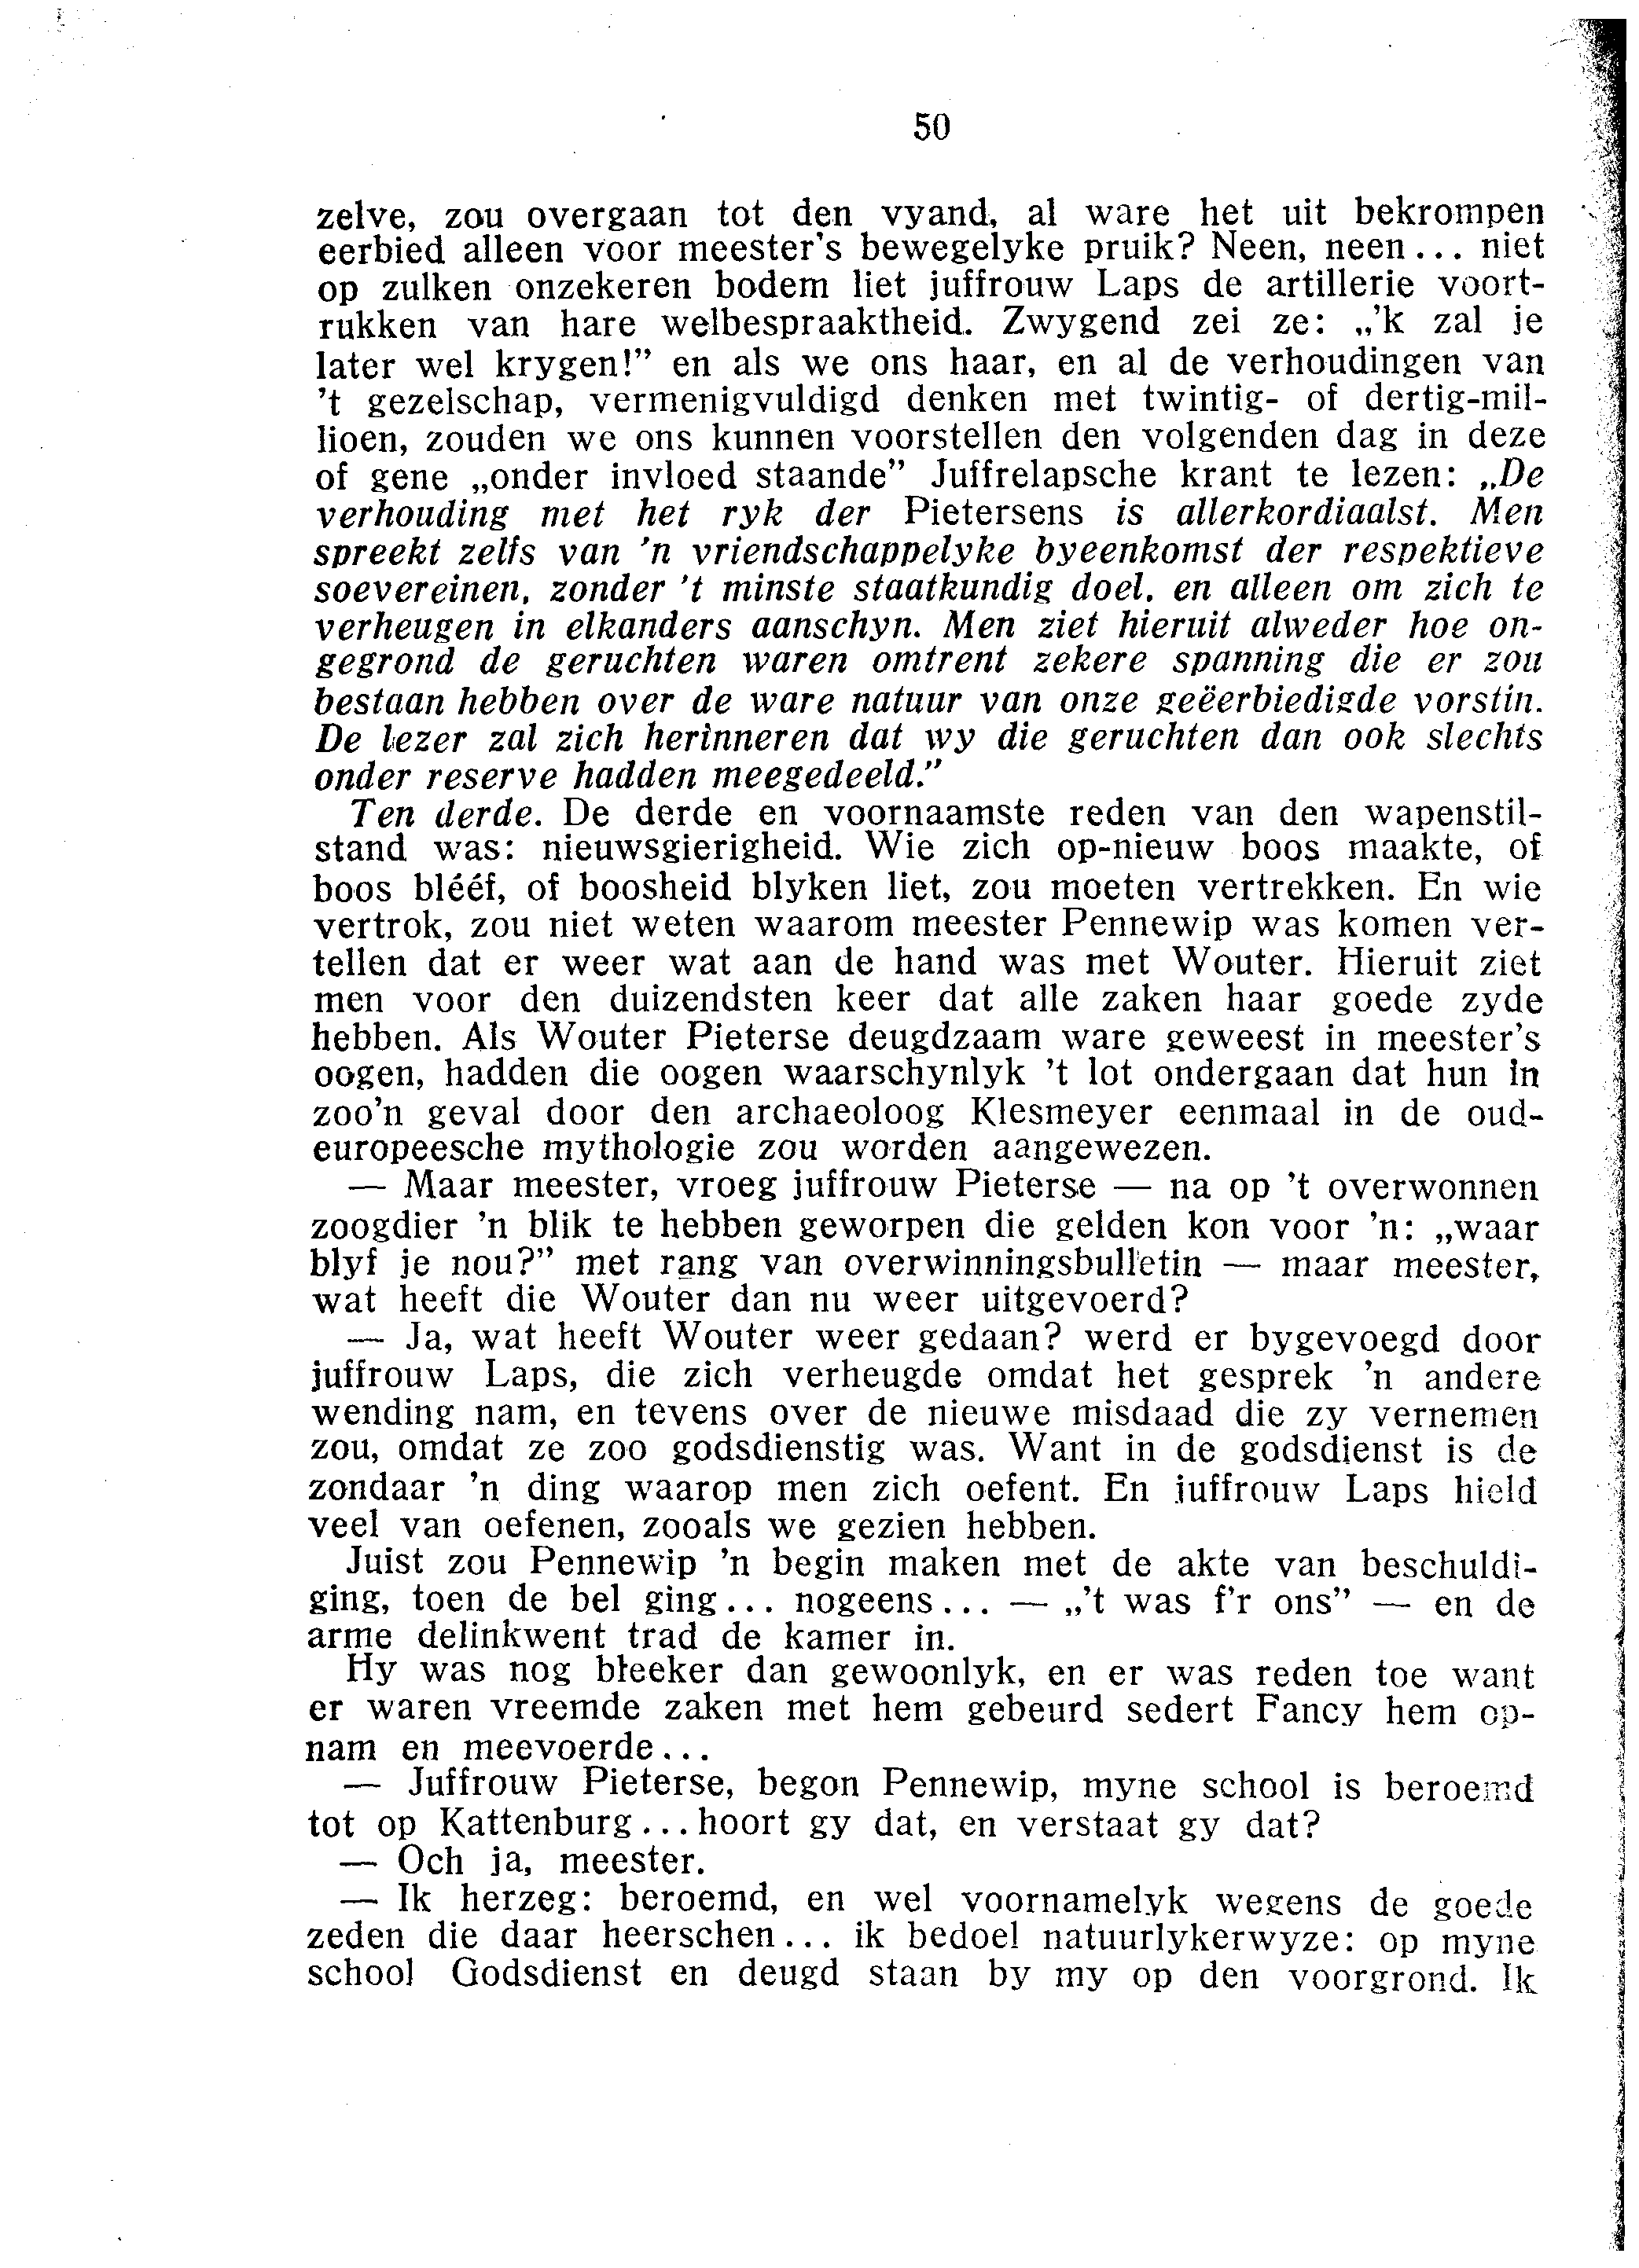 50
zelve, zou overgaan tot den vyand, al ware het uit bekrompen
eerbied alleen voor meester's bewegelyke pruik? Neen, neen... niet
op zulken onzekeren bodem liet juffrouw Laps de artillerie voort-
rukken van hare welbespraaktheid. Zwygend zei ze: „'k zal je
later wel krygen!” en als we ons haar, en al de verhoudingen van
't gezelschap, vermenigvuldigd denken met twintig- of dertig-mil-
lioen, zouden we ons kunnen voorstellen den volgenden dag in deze
of gene „onder invloed staande” Juffrelapsche krant te lezen: „De
verhouding met het ryk der Pietersens is allerkordiaalst. Men
spreekt zelfs van 'n vriendschappelyke byeenkomst der respektieve
soevereinen, zonder 't minste staatkundig doel, en alleen om zich te
verheugen in elkanders aanschyn. Men ziet hieruit alweder hoe on-
gegrond de geruchten waren omtrent zekere spanning die er zou
bestaan hebben over de ware natuur van onze geëerbiedigde vorstin.
De lezer zal zich herinneren dat wy die geruchten dan ook slechts
onder reserve hadden meegedeeld.”
Ten derde. De derde en voornaamste reden van den wapenstil-
stand was: nieuwsgierigheid. Wie zich op-nieuw boos maakte, of
boos blééf, of boosheid blyken liet, zou moeten vertrekken. En wie
vertrok, zou niet weten waarom meester Pennewip was komen ver-
tellen dat er weer wat aan de hand was met Wouter. Hieruit ziet
men voor den duizendsten keer dat alle zaken haar goede zyde
hebben. Als Wouter Pieterse deugdzaam ware geweest in meester's
oogen, hadden die oogen waarschynlyk 't lot ondergaan dat hun in
zoo'n geval door den archaeoloog Klesmeyer eenmaal in de oud-
europeesche mythologie zou worden aangewezen.
— Maar meester, vroeg juffrouw Pieterse — na op 't overwonnen
zoogdier 'n blik te hebben geworpen die gelden kon voor 'n: „waar
blyf je nou?” met rang van overwinningsbulletin — maar meester,
wat heeft die Wouter dan nu weer uitgevoerd?
— Ja, wat heeft Wouter weer gedaan? werd er bygevoegd door
juffrouw Laps, die zich verheugde omdat het gesprek 'n andere
wending nam, en tevens over de nieuwe misdaad die zy vernemen
zou, omdat ze zoo godsdienstig was. Want in de godsdienst is de
zondaar 'n ding waarop men zich oefent. En juffrouw Laps hield
veel van oefenen, zooals we gezien hebben.
Juist zou Pennewip 'n begin maken met de akte van beschuldi-
ging, toen de bel ging... nogeens... — „'t was f'r ons” — en de
arme delinkwent trad de kamer in.
Hy was nog bleeker dan gewoonlyk, en er was reden toe want
er waren vreemde zaken met hem gebeurd sedert Fancy hem op-
nam en meevoerde...
— Juffrouw Pieterse, begon Pennewip, myne school is beroemd
tot op Kattenburg... hoort gy dat, en verstaat gy dat?
— Och ja, meester.
— Ik herzeg: beroemd, en wel voornamelyk wegens de goede
zeden die daar heerschen... ik bedoel natuurlykerwyze: op myne
school Godsdienst en deugd staan by my op den voorgrond. Ik